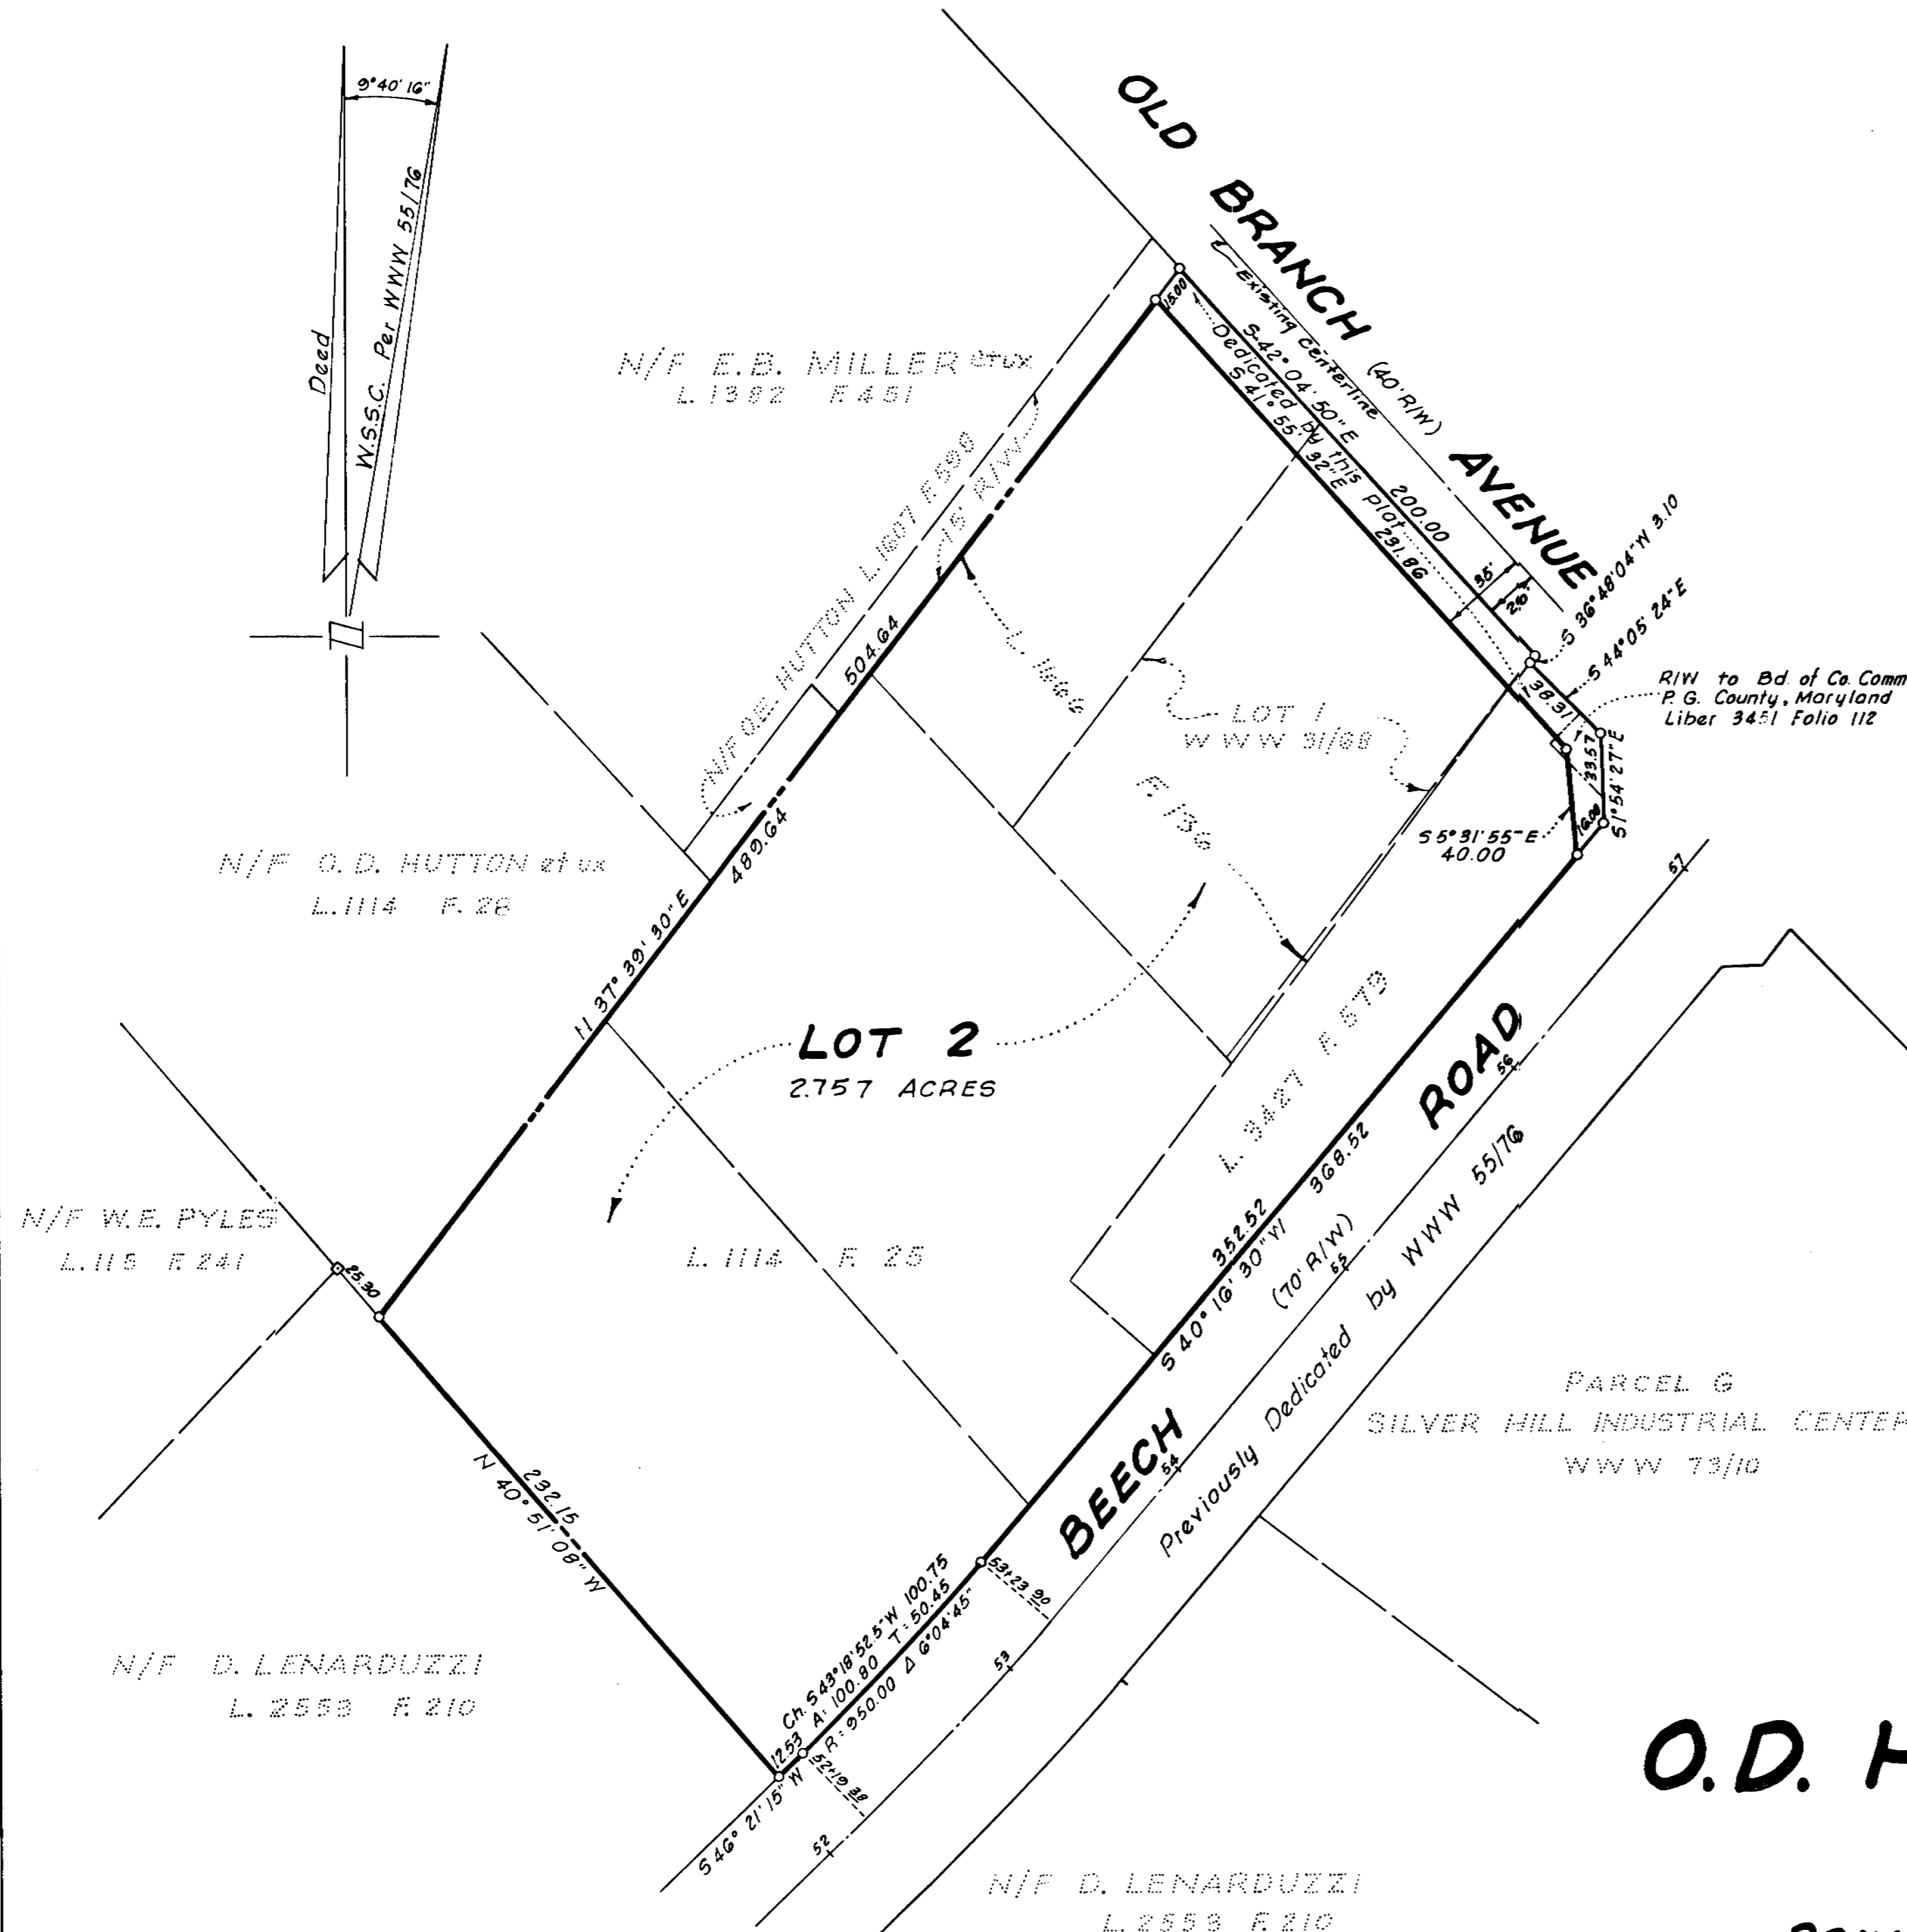 9°40'16"
Deed
W.S.S.C. Per WWW 55/76
N
OLD BRANCH (40' R/W) AVENUE
Existing centerline
S 42° 04' 50" E 200.00
Dedicated by this plat
S 41° 55' 32" E 231.86
15.00
35'
S 36° 48' 04" W 3.10
S 44° 05' 24" E
38.31
R/W to Bd. of Co. Comm
P. G. County, Maryland
Liber 3451 Folio 112
33.57
S 1° 54' 27" E
16.00
S 5° 31' 55" E
40.00
N/F E.B. MILLER et ux
L. 1382 F. 451
N/F O.E. HUTTON L. 1607 F. 598
15' R/W
504.64
489.64
N 37° 39' 30" E
L. 1666
F. 136
LOT 1
WWW 31/68
N/F O.D. HUTTON et ux
L. 1114 F. 28
LOT 2
2.757 ACRES
L. 3427 F. 579
L. 1114 F. 25
N/F W.E. PYLES
L. 115 F. 241
25.30
232.15
N 40° 51' 08" W
N/F D. LENARDUZZI
L. 2553 F. 210
BEECH ROAD
(70' R/W)
352.52
368.52
S 40° 16' 30" W
Previously Dedicated by WWW 55/76
57
56
55
54
53
52
53+23.90
52+19.38
Ch. S 43°18'52.5" W 100.75
A: 100.80 T: 50.45
R: 950.00 Δ 6°04'45"
12.53
S 46° 21' 15" W
PARCEL G
SILVER HILL INDUSTRIAL CENTER
WWW 73/10
O.D. H
N/F D. LENARDUZZI
L. 2553 F. 210